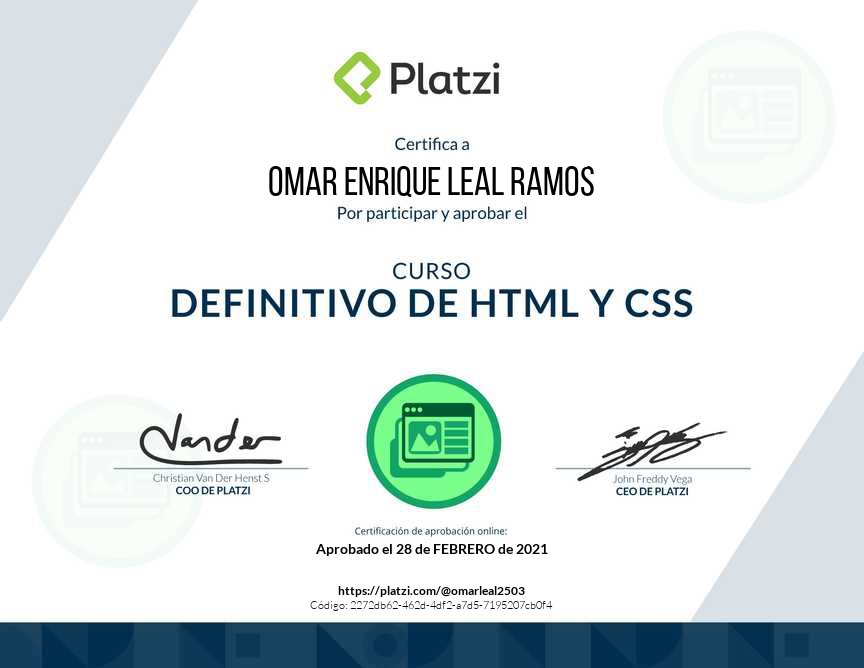 Platzi
Certifica a
OMAR ENRIQUE LEAL RAMOS
Por participar y aprobar el
CURSO
DEFINITIVO DE HTML Y CSS
Vander
Christian Van Der Henst S
COO DE PLATZI
John Freddy Vega
CEO DE PLATZI
Certificación de aprobación online:
Aprobado el 28 de FEBRERO de 2021
https://platzi.com/@omarleal2503
Código: 2272db62-462d-4df2-a7d5-7195207cb0f4